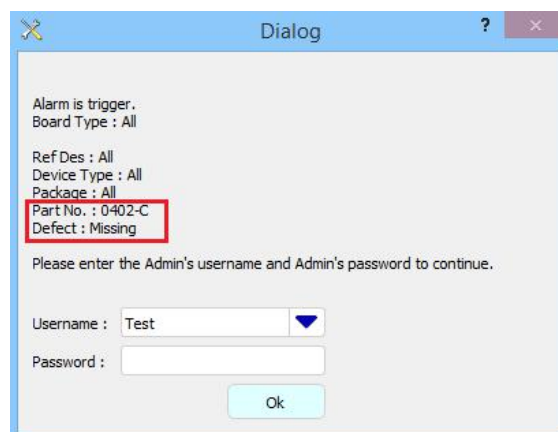 Dialog
?
×
Alarm is trigger.
Board Type : All
Ref Des : All
Device Type : All
Package : All
Part No. : 0402-C
Defect : Missing
Please enter the Admin's username and Admin's password to continue.
Username : Test
Password :
Ok